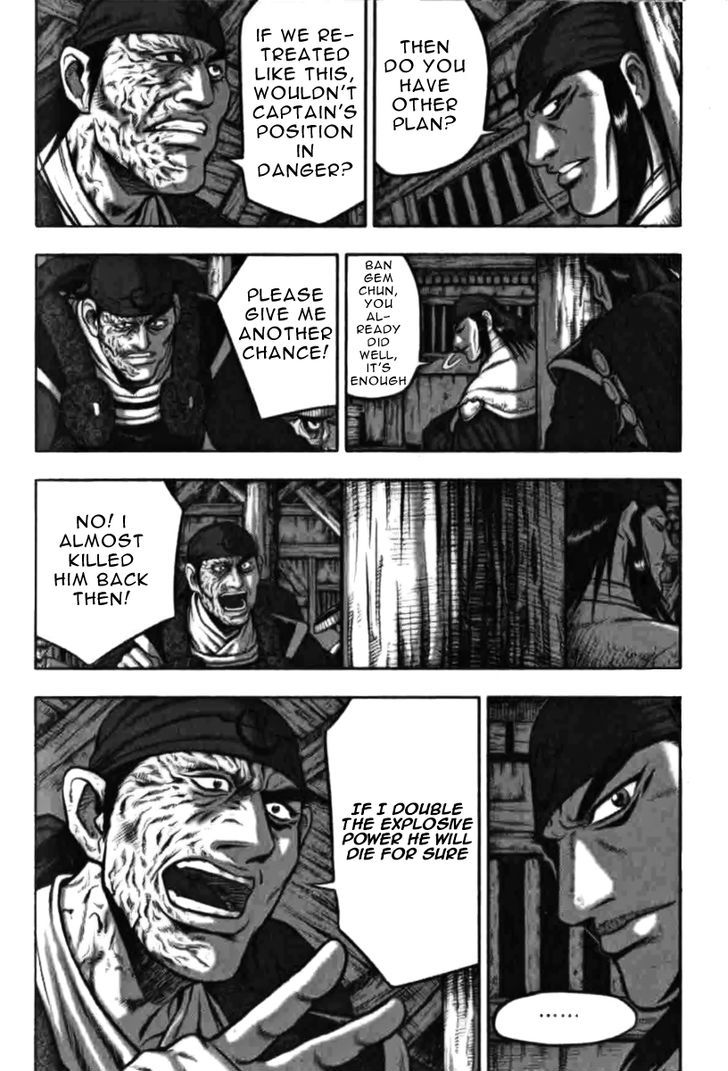 IF WE RE-
TREATED
LIKE THIS,
WOULDN'T
CAPTAIN'S
POSITION
IN
DANGER?
THEN
DO YOU
HAVE
OTHER
PLAN?
PLEASE
GIVE ME
ANOTHER
CHANCE!
BAN
GEM
CHUN,
YOU
AL-
READY
DID
WELL,
IT'S
ENOUGH
NO! I
ALMOST
KILLED
HIM BACK
THEN!
IF I DOUBLE
THE EXPLOSIVE
POWER HE WILL
DIE FOR SURE
......